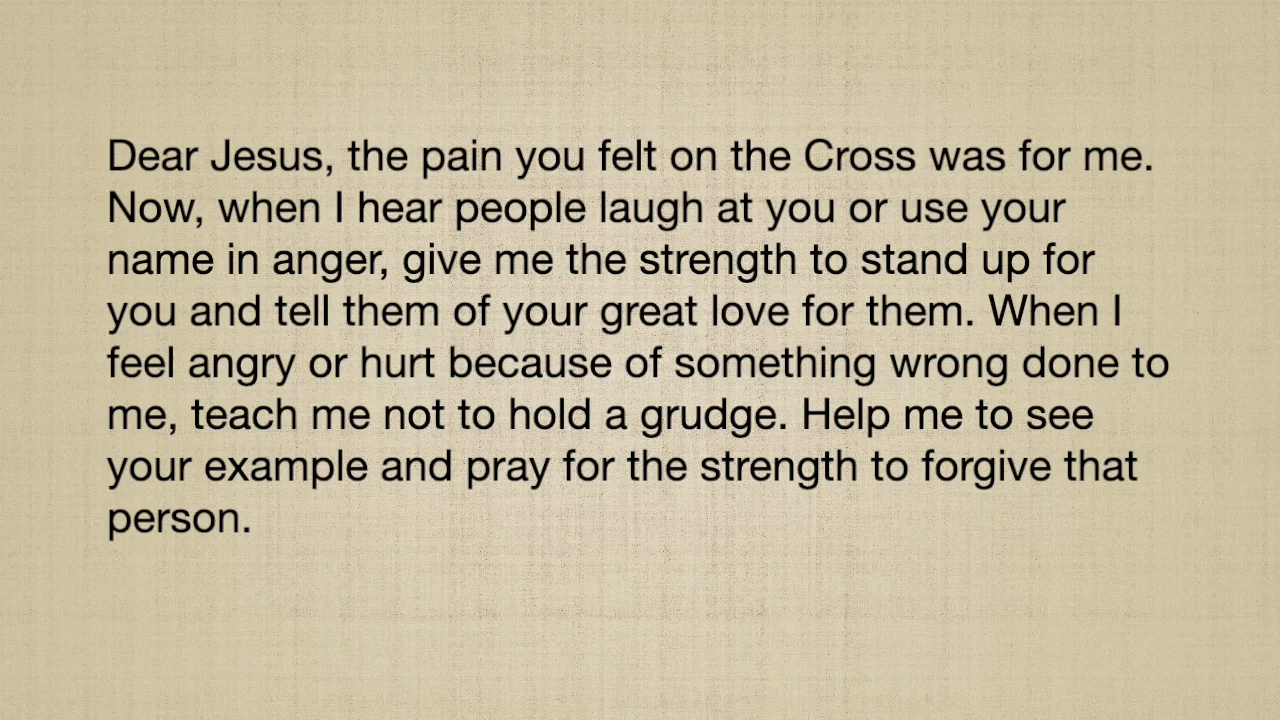 Dear Jesus, the pain you felt on the Cross was for me.
Now, when I hear people laugh at you or use your
name in anger, give me the strength to stand up for
you and tell them of your great love for them. When I
feel angry or hurt because of something wrong done to
me, teach me not to hold a grudge. Help me to see
your example and pray for the strength to forgive that
person.